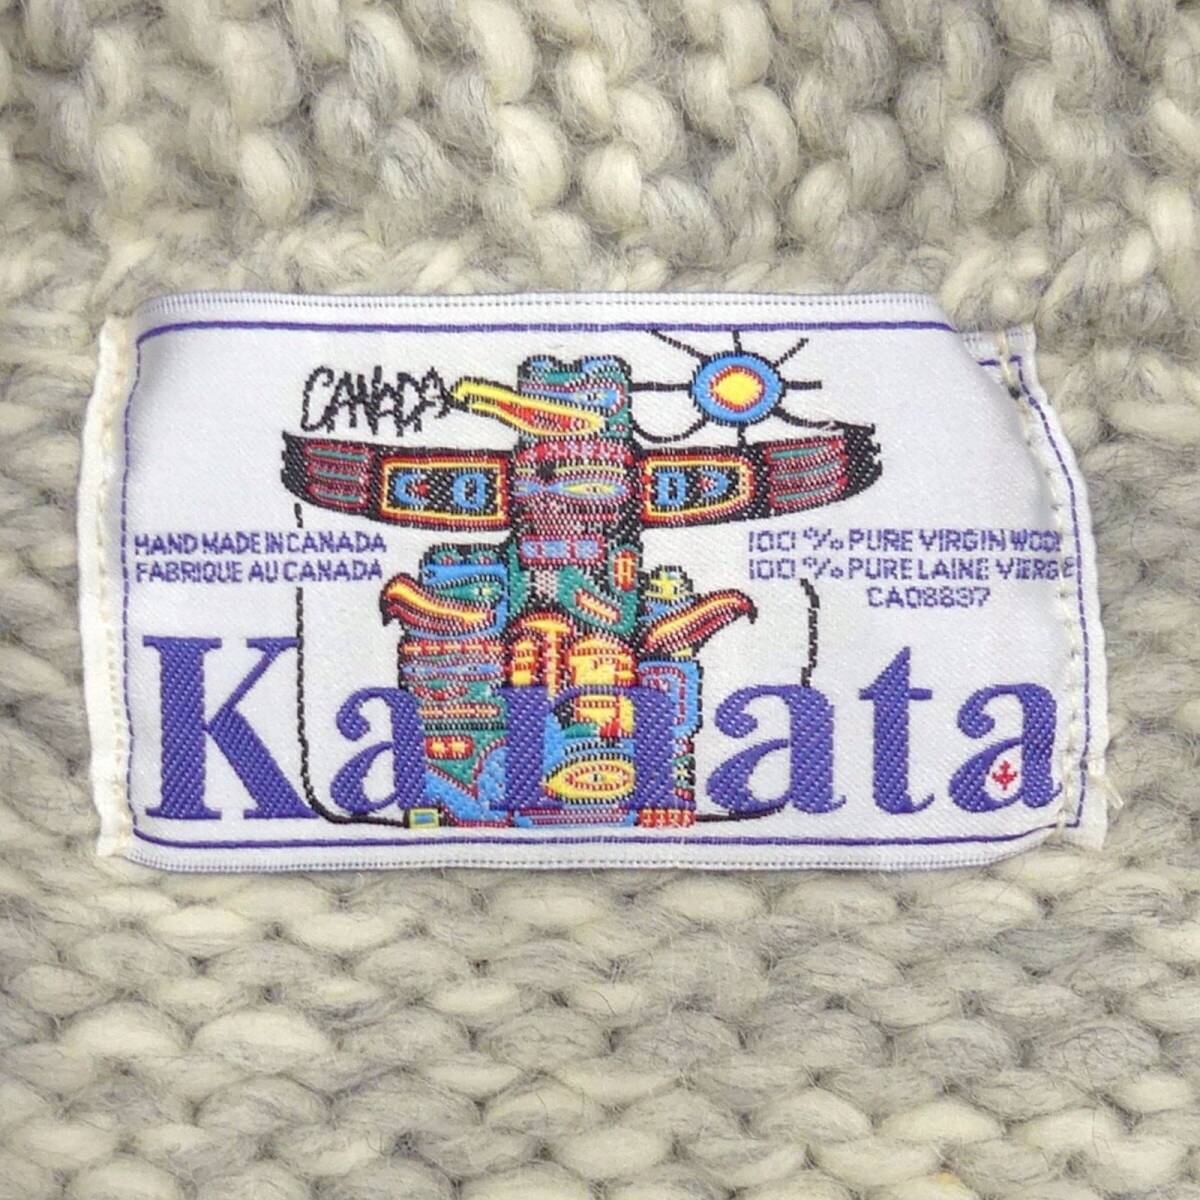 CANADA
HAND MADE IN CANADA
FABRIQUE AU CANADA
100 % PURE VIRGIN WOOL
100 % PURE LAINE VIERGE
CA08837
Kanata